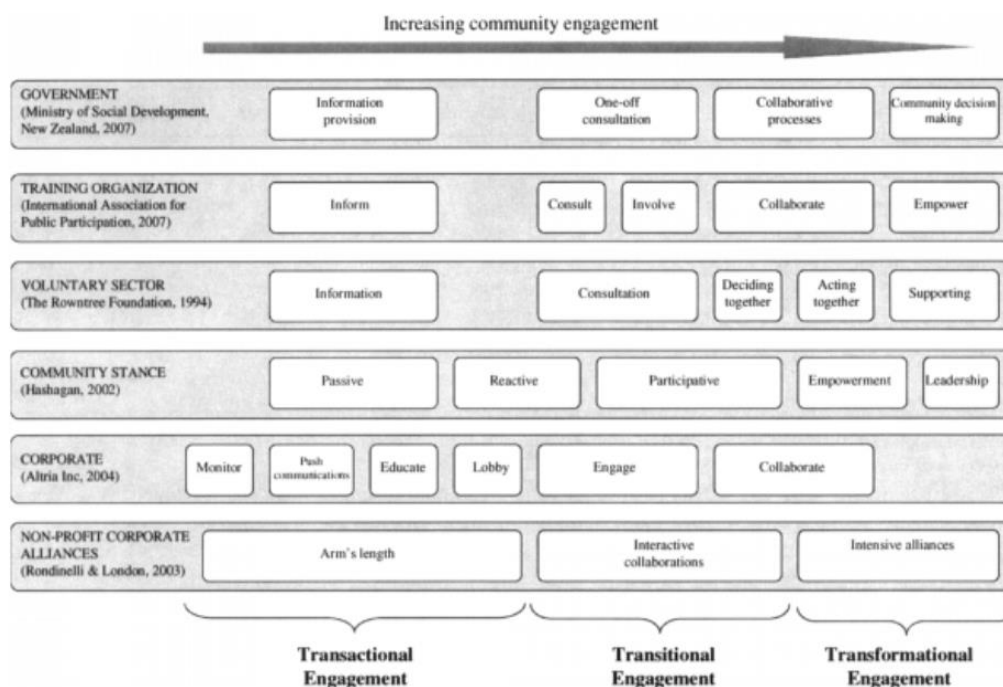 Increasing community engagement
GOVERNMENT
(Ministry of Social Development,
New Zealand, 2007)
Information
provision
One-off
consultation
Collaborative
processes
Community decision
making
TRAINING ORGANIZATION
(International Association for
Public Participation, 2007)
Inform
Consult
Involve
Collaborate
Empower
VOLUNTARY SECTOR
(The Rowntree Foundation, 1994)
Information
Consultation
Deciding
together
Acting
together
Supporting
COMMUNITY STANCE
(Hashagan, 2002)
Passive
Reactive
Participative
Empowerment
Leadership
CORPORATE
(Altria Inc, 2004)
Monitor
Push
communications
Educate
Lobby
Engage
Collaborate
NON-PROFIT CORPORATE
ALLIANCES
(Rondinelli & London, 2003)
Arm's length
Interactive
collaborations
Intensive alliances
Transactional
Engagement
Transitional
Engagement
Transformational
Engagement